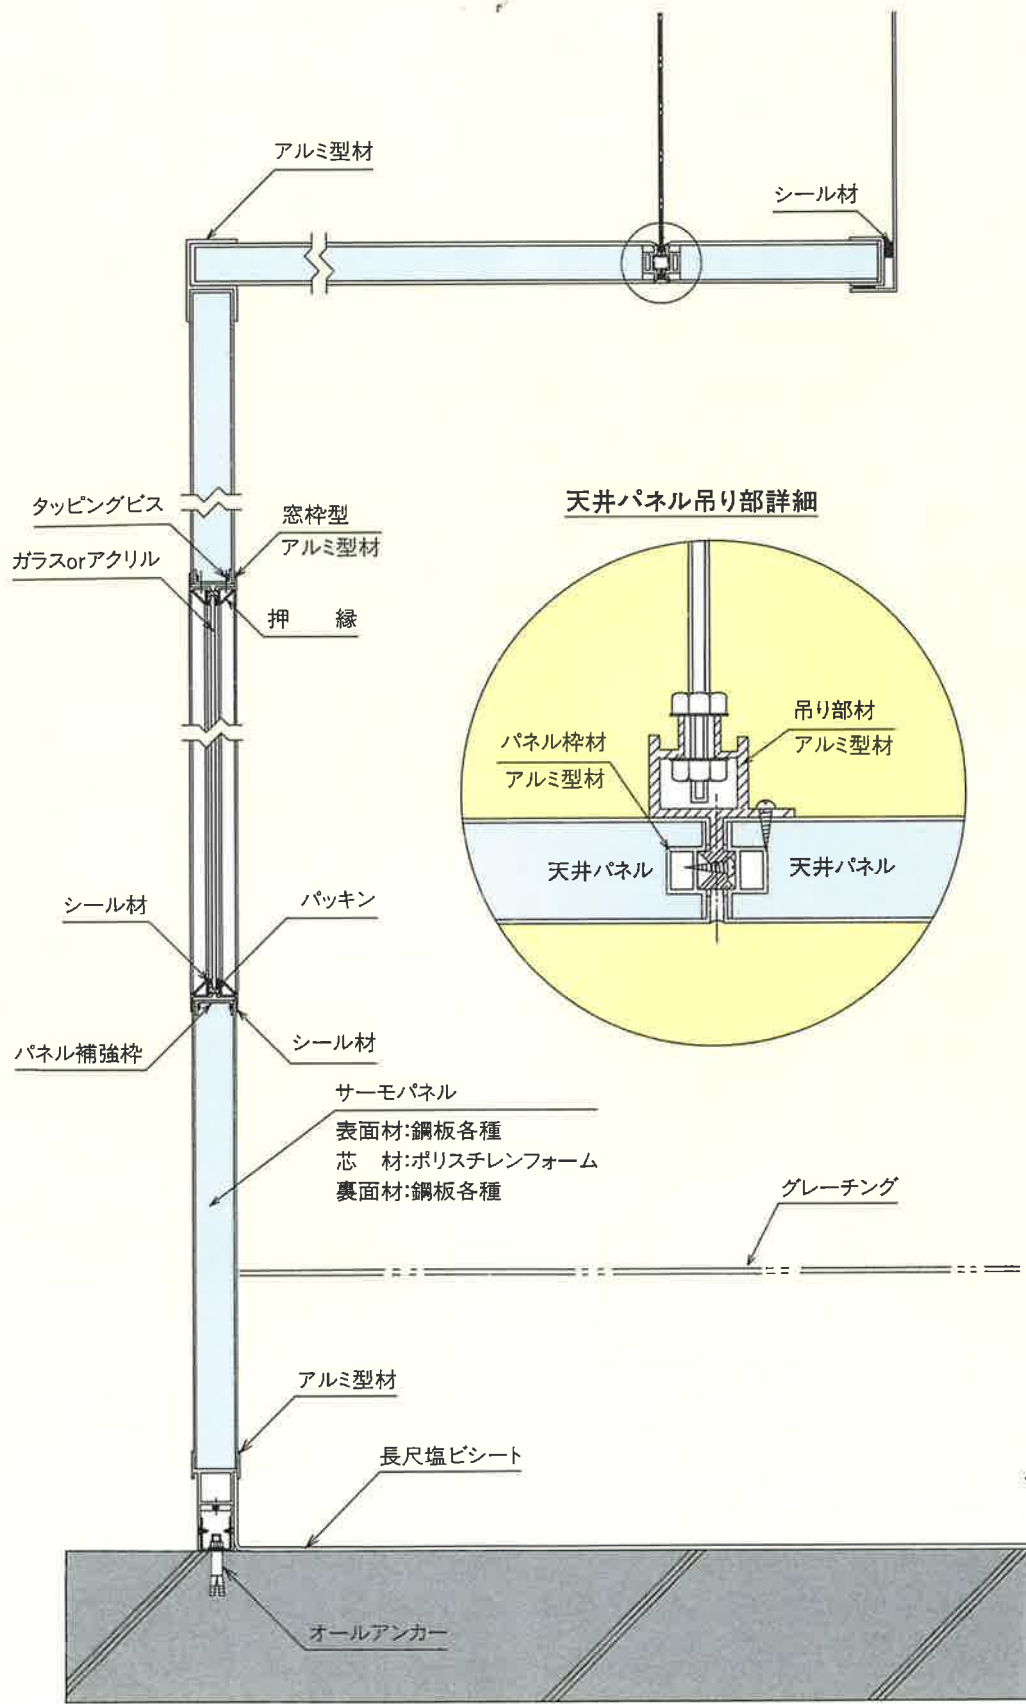 アルミ型材
シール材
タッピングビス
窓枠型
アルミ型材
ガラスorアクリル
押　縁
天井パネル吊り部詳細
吊り部材
アルミ型材
パネル枠材
アルミ型材
天井パネル
天井パネル
シール材
パッキン
パネル補強枠
シール材
サーモパネル
表面材:鋼板各種
芯　材:ポリスチレンフォーム
裏面材:鋼板各種
グレーチング
アルミ型材
長尺塩ビシート
オールアンカー